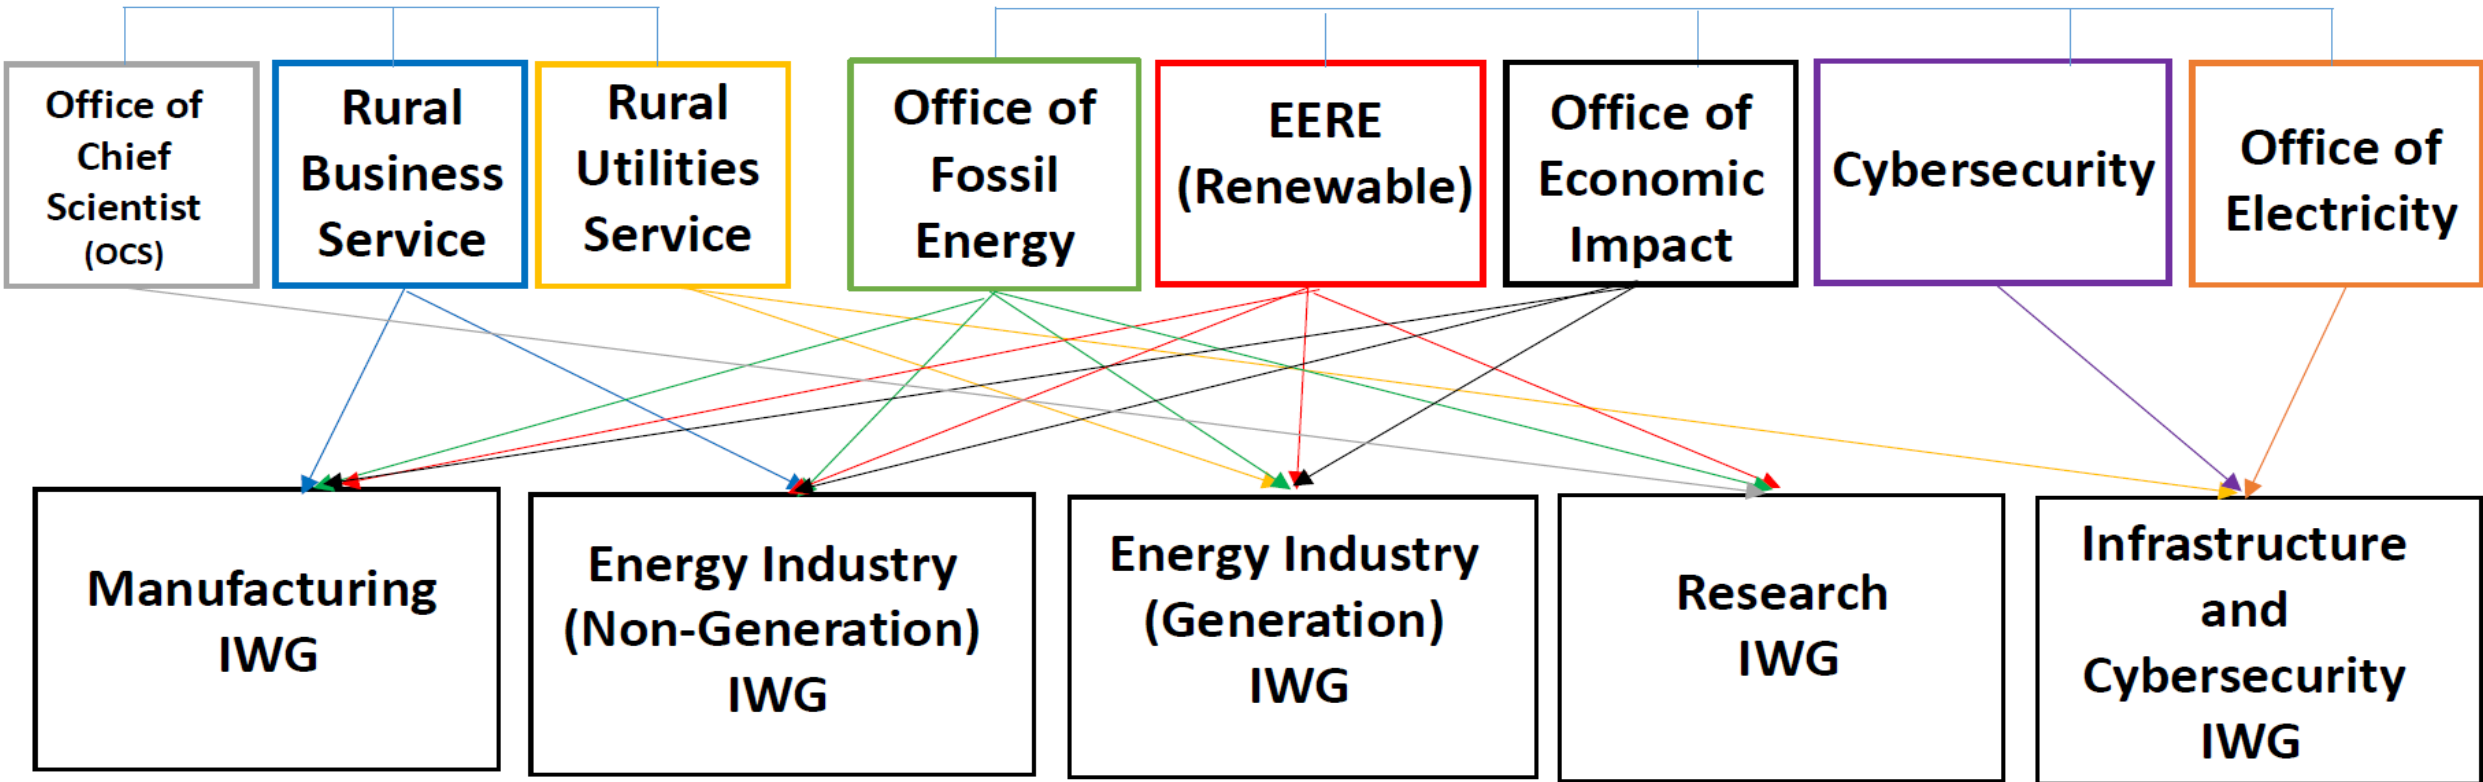 Office of
Chief
Scientist
(OCS)
Rural
Business
Service
Rural
Utilities
Service
Office of
Fossil
Energy
EERE
(Renewable)
Office of
Economic
Impact
Cybersecurity
Office of
Electricity
Manufacturing
IWG
Energy Industry
(Non-Generation)
IWG
Energy Industry
(Generation)
IWG
Research
IWG
Infrastructure
and
Cybersecurity
IWG